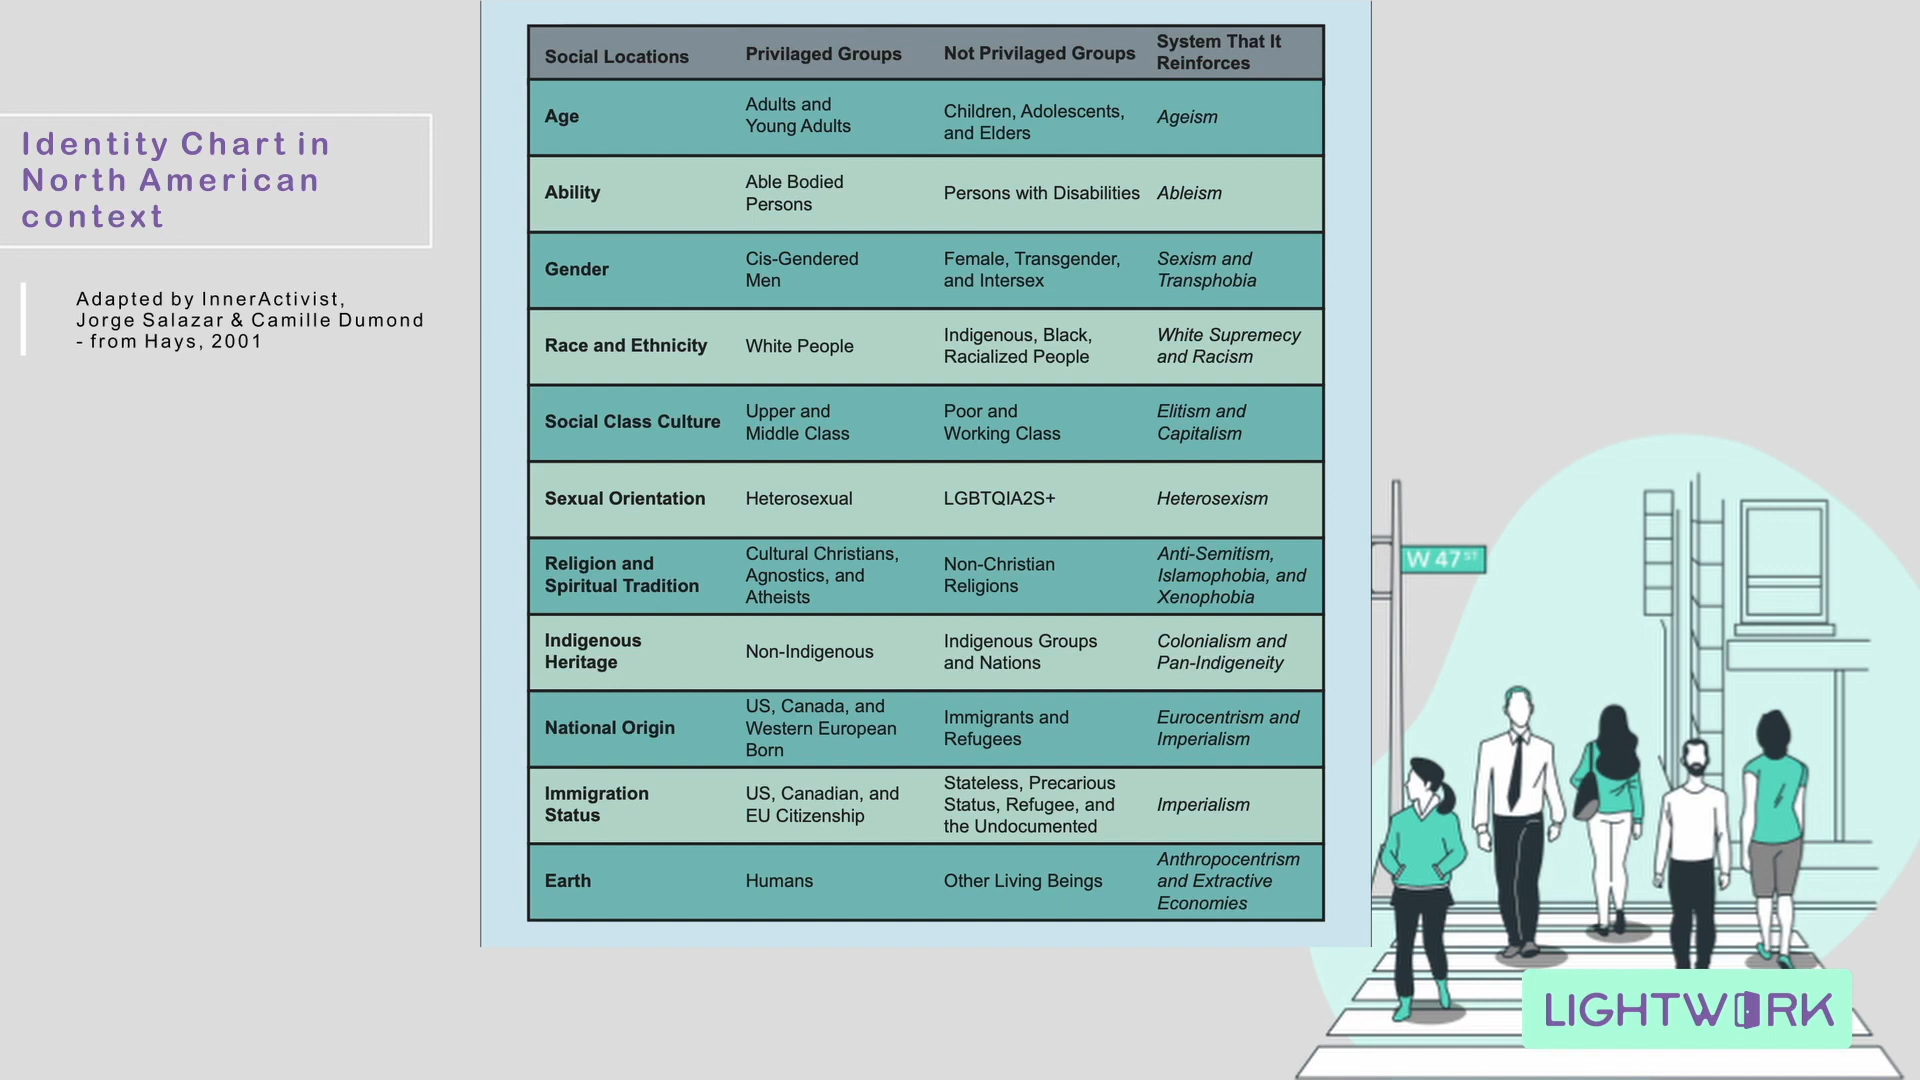 Identity Chart in
North American
context
Adapted by InnerActivist,
Jorge Salazar & Camille Dumond
- from Hays, 2001
Social Locations
Privilaged Groups
Not Privilaged Groups
System That It
Reinforces
Age
Adults and
Young Adults
Children, Adolescents,
and Elders
Ageism
Ability
Able Bodied
Persons
Persons with Disabilities
Ableism
Gender
Cis-Gendered
Men
Female, Transgender,
and Intersex
Sexism and
Transphobia
Race and Ethnicity
White People
Indigenous, Black,
Racialized People
White Supremecy
and Racism
Social Class Culture
Upper and
Middle Class
Poor and
Working Class
Elitism and
Capitalism
Sexual Orientation
Heterosexual
LGBTQIA2S+
Heterosexism
Religion and
Spiritual Tradition
Cultural Christians,
Agnostics, and
Atheists
Non-Christian
Religions
Anti-Semitism,
Islamophobia, and
Xenophobia
Indigenous
Heritage
Non-Indigenous
Indigenous Groups
and Nations
Colonialism and
Pan-Indigeneity
National Origin
US, Canada, and
Western European
Born
Immigrants and
Refugees
Eurocentrism and
Imperialism
Immigration
Status
US, Canadian, and
EU Citizenship
Stateless, Precarious
Status, Refugee, and
the Undocumented
Imperialism
Earth
Humans
Other Living Beings
Anthropocentrism
and Extractive
Economies
W 47 ST
LIGHTWORK